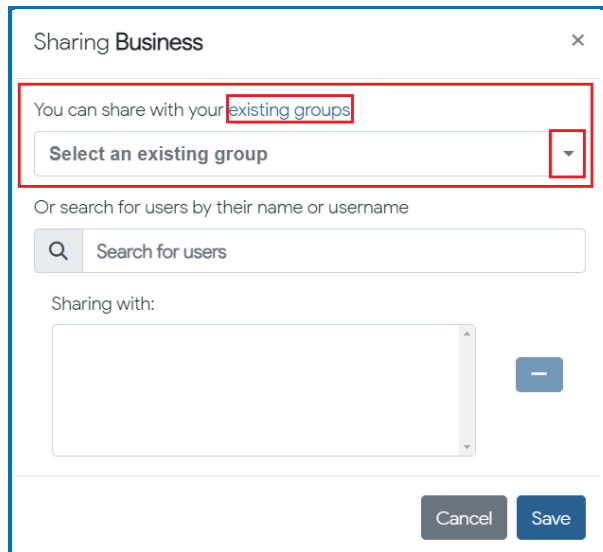 Sharing Business
You can share with your existing groups
Select an existing group
Or search for users by their name or username
Search for users
Sharing with:
Cancel Save